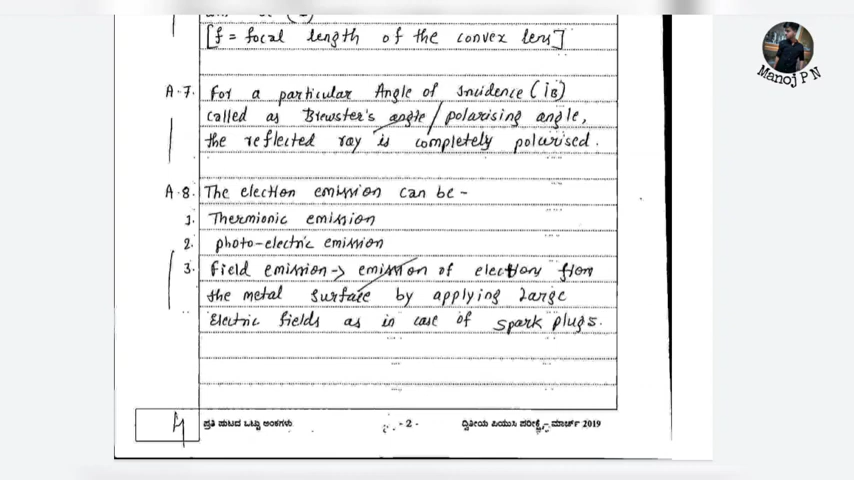 [f = focal length of the convex lens]
Manoj P N
A.7. For a particular Angle of Incidence (iB)
called as Brewster's angle / polarising angle,
the reflected ray is completely polarised.
A.8. The electron emission can be -
1. Thermionic emission
2. photo-electric emission
3. Field emission → emission of electrons from
the metal surface by applying Large
Electric fields as in case of spark plugs.
4 ಪ್ರತಿ ಪುಟದ ಒಟ್ಟು ಅಂಕಗಳು - 2 - ದ್ವಿತೀಯ ಪಿಯುಸಿ ಪರೀಕ್ಷೆ, ಮಾರ್ಚ್ 2019